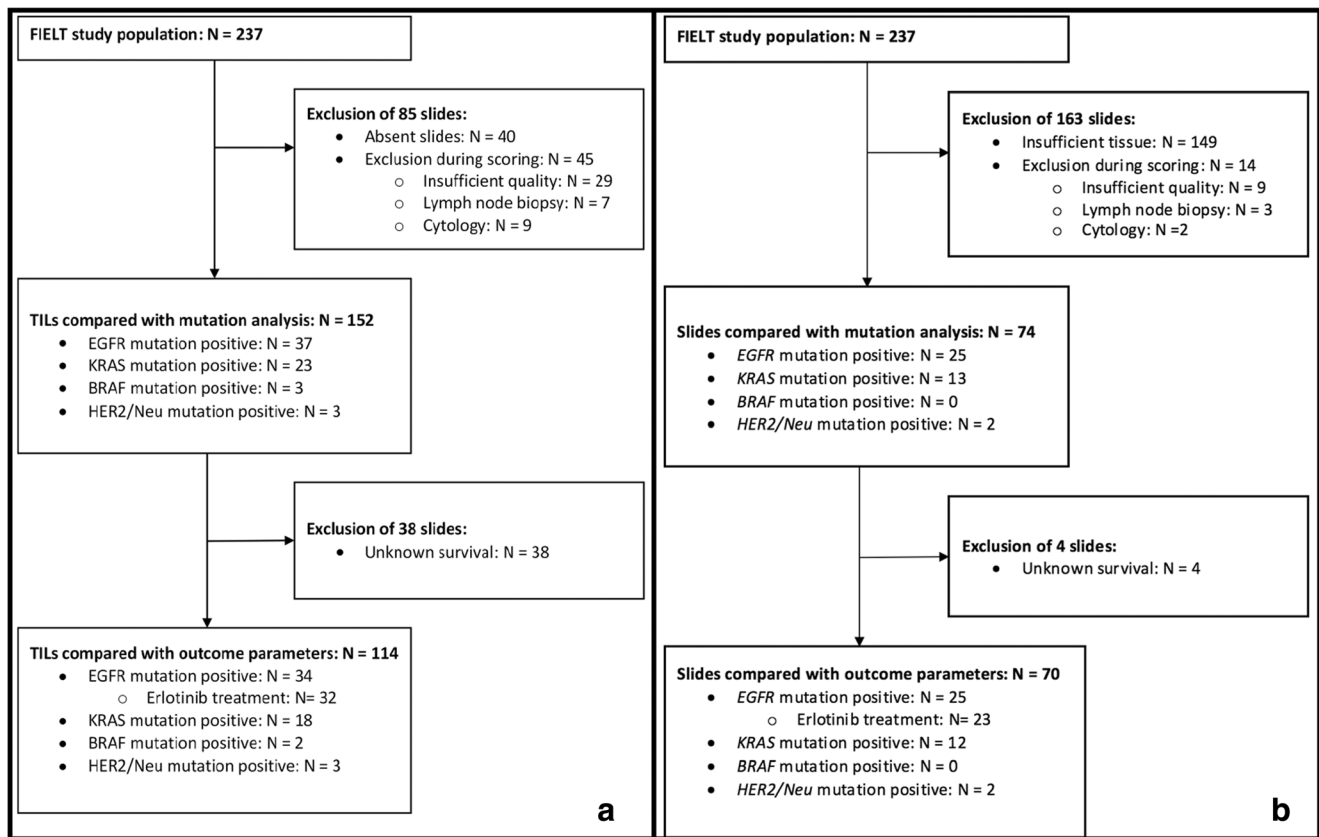 FIELT study population: N = 237
Exclusion of 85 slides:
• Absent slides: N = 40
• Exclusion during scoring: N = 45
○ Insufficient quality: N = 29
○ Lymph node biopsy: N = 7
○ Cytology: N = 9
TILs compared with mutation analysis: N = 152
• EGFR mutation positive: N = 37
• KRAS mutation positive: N = 23
• BRAF mutation positive: N = 3
• HER2/Neu mutation positive: N = 3
Exclusion of 38 slides:
• Unknown survival: N = 38
TILs compared with outcome parameters: N = 114
• EGFR mutation positive: N = 34
○ Erlotinib treatment: N= 32
• KRAS mutation positive: N = 18
• BRAF mutation positive: N = 2
• HER2/Neu mutation positive: N = 3
a
FIELT study population: N = 237
Exclusion of 163 slides:
• Insufficient tissue: N = 149
• Exclusion during scoring: N = 14
○ Insufficient quality: N = 9
○ Lymph node biopsy: N = 3
○ Cytology: N =2
Slides compared with mutation analysis: N = 74
• EGFR mutation positive: N = 25
• KRAS mutation positive: N = 13
• BRAF mutation positive: N = 0
• HER2/Neu mutation positive: N = 2
Exclusion of 4 slides:
• Unknown survival: N = 4
Slides compared with outcome parameters: N = 70
• EGFR mutation positive: N = 25
○ Erlotinib treatment: N= 23
• KRAS mutation positive: N = 12
• BRAF mutation positive: N = 0
• HER2/Neu mutation positive: N = 2
b